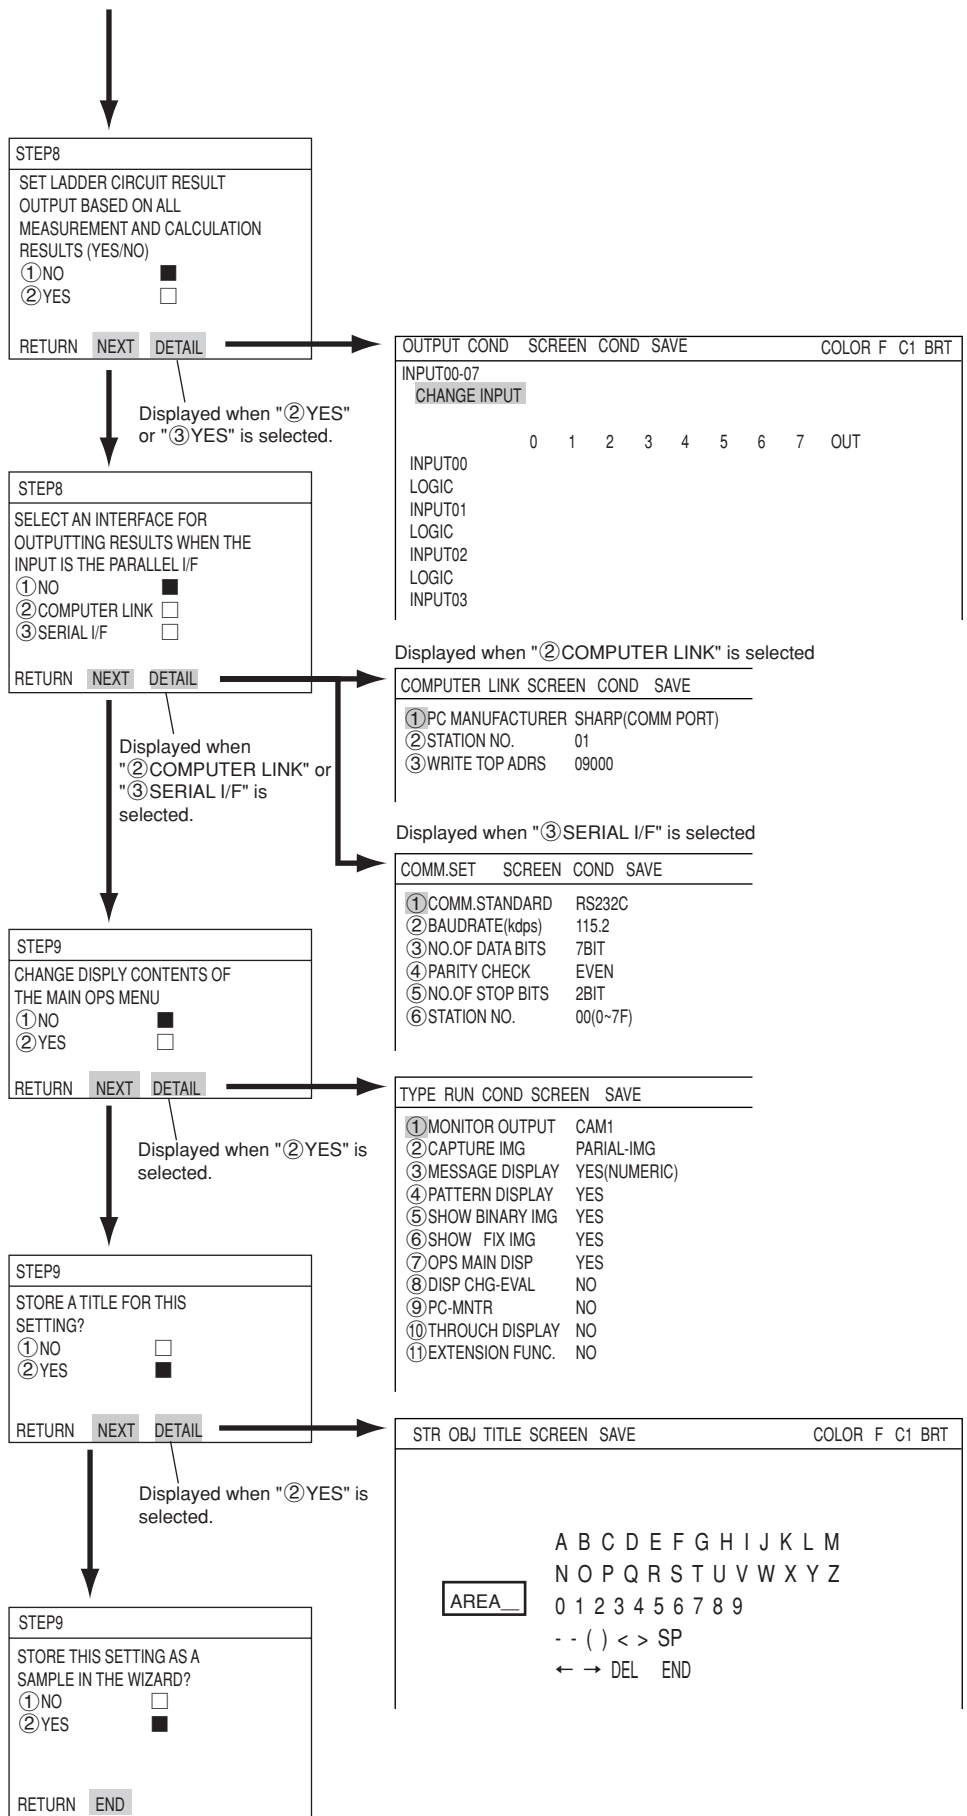 STEP8
SET LADDER CIRCUIT RESULT
OUTPUT BASED ON ALL
MEASUREMENT AND CALCULATION
RESULTS (YES/NO)
①NO ■
②YES □
RETURN NEXT DETAIL
Displayed when "②YES"
or "③YES" is selected.
OUTPUT COND SCREEN COND SAVE COLOR F C1 BRT
INPUT00-07
CHANGE INPUT
0 1 2 3 4 5 6 7 OUT
INPUT00
LOGIC
INPUT01
LOGIC
INPUT02
LOGIC
INPUT03
STEP8
SELECT AN INTERFACE FOR
OUTPUTTING RESULTS WHEN THE
INPUT IS THE PARALLEL I/F
①NO ■
②COMPUTER LINK □
③SERIAL I/F □
RETURN NEXT DETAIL
Displayed when
"②COMPUTER LINK" or
"③SERIAL I/F" is
selected.
Displayed when "②COMPUTER LINK" is selected
COMPUTER LINK SCREEN COND SAVE
①PC MANUFACTURER SHARP(COMM PORT)
②STATION NO. 01
③WRITE TOP ADRS 09000
Displayed when "③SERIAL I/F" is selected
COMM.SET SCREEN COND SAVE
①COMM.STANDARD RS232C
②BAUDRATE(kdps) 115.2
③NO.OF DATA BITS 7BIT
④PARITY CHECK EVEN
⑤NO.OF STOP BITS 2BIT
⑥STATION NO. 00(0~7F)
STEP9
CHANGE DISPLY CONTENTS OF
THE MAIN OPS MENU
①NO ■
②YES □
RETURN NEXT DETAIL
Displayed when "②YES" is
selected.
TYPE RUN COND SCREEN SAVE
①MONITOR OUTPUT CAM1
②CAPTURE IMG PARIAL-IMG
③MESSAGE DISPLAY YES(NUMERIC)
④PATTERN DISPLAY YES
⑤SHOW BINARY IMG YES
⑥SHOW FIX IMG YES
⑦OPS MAIN DISP YES
⑧DISP CHG-EVAL NO
⑨PC-MNTR NO
⑩THROUCH DISPLAY NO
⑪EXTENSION FUNC. NO
STEP9
STORE A TITLE FOR THIS
SETTING?
①NO □
②YES ■
RETURN NEXT DETAIL
Displayed when "②YES" is
selected.
STR OBJ TITLE SCREEN SAVE COLOR F C1 BRT
A B C D E F G H I J K L M
N O P Q R S T U V W X Y Z
AREA__ 0 1 2 3 4 5 6 7 8 9
- - ( ) < > SP
← → DEL END
STEP9
STORE THIS SETTING AS A
SAMPLE IN THE WIZARD?
①NO □
②YES ■
RETURN END